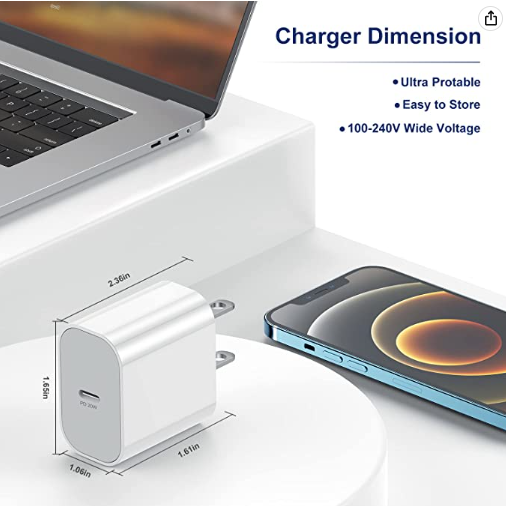 Charger Dimension
● Ultra Protable
● Easy to Store
● 100-240V Wide Voltage
2.36in
1.65in
PD 20W
1.06in
1.61in